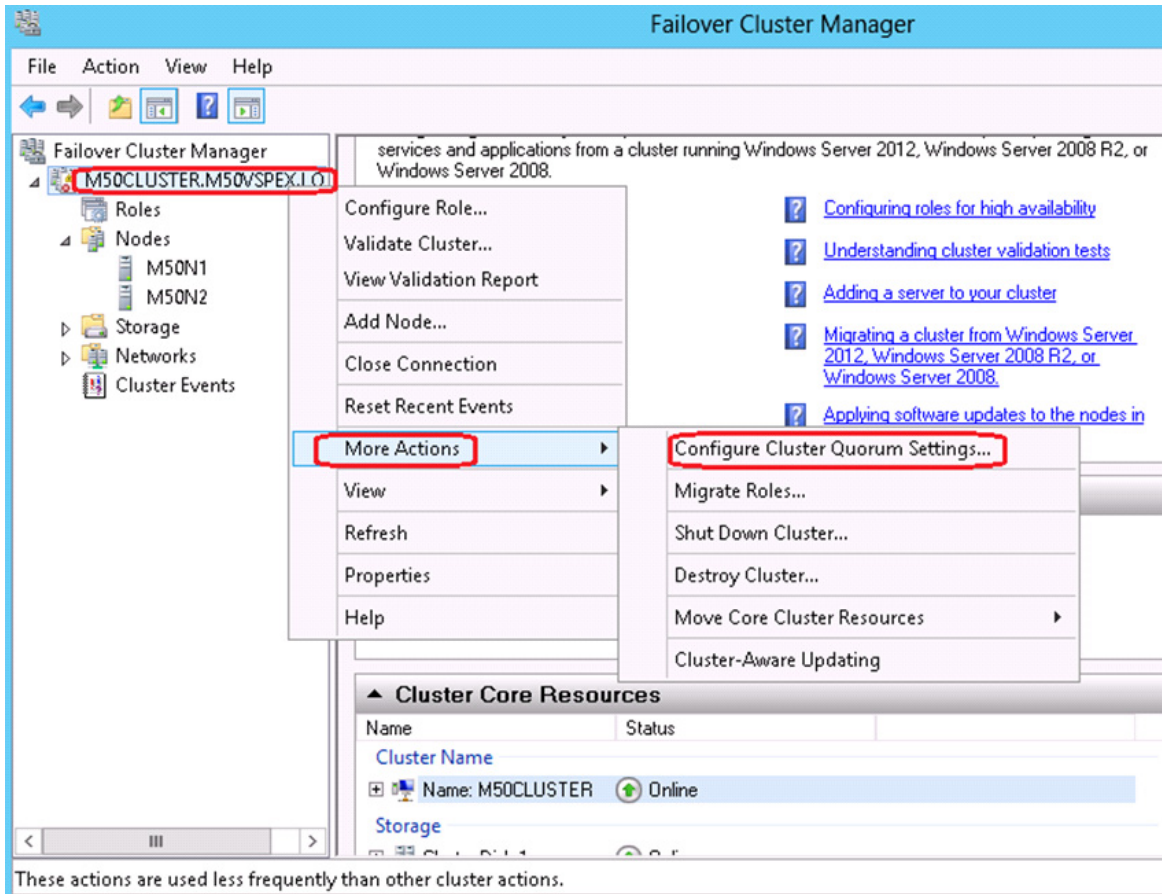 Failover Cluster Manager
File Action View Help
Failover Cluster Manager
M50CLUSTER.M50VSPEX.LO
Roles
Nodes
M50N1
M50N2
Storage
Networks
Cluster Events
services and applications from a cluster running Windows Server 2012, Windows Server 2008 R2, or
Windows Server 2008.
Configuring roles for high availability
Understanding cluster validation tests
Adding a server to your cluster
Migrating a cluster from Windows Server
2012, Windows Server 2008 R2, or
Windows Server 2008.
Applying software updates to the nodes in
Configure Role...
Validate Cluster...
View Validation Report
Add Node...
Close Connection
Reset Recent Events
More Actions
View
Refresh
Properties
Help
Configure Cluster Quorum Settings...
Migrate Roles...
Shut Down Cluster...
Destroy Cluster...
Move Core Cluster Resources
Cluster-Aware Updating
Cluster Core Resources
Name Status
Cluster Name
Name: M50CLUSTER Online
Storage
These actions are used less frequently than other cluster actions.